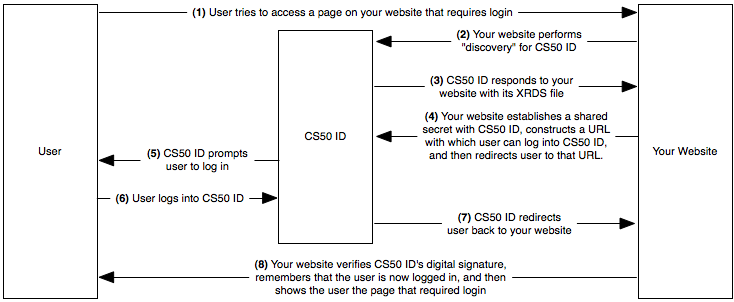 (1) User tries to access a page on your website that requires login
(2) Your website performs
"discovery" for CS50 ID
(3) CS50 ID responds to your
website with its XRDS file
(4) Your website establishes a shared
secret with CS50 ID, constructs a URL
with which user can log into CS50 ID,
and then redirects user to that URL.
User
CS50 ID
Your Website
(5) CS50 ID prompts
user to log in
(6) User logs into CS50 ID
(7) CS50 ID redirects
user back to your website
(8) Your website verifies CS50 ID's digital signature,
remembers that the user is now logged in, and then
shows the user the page that required login